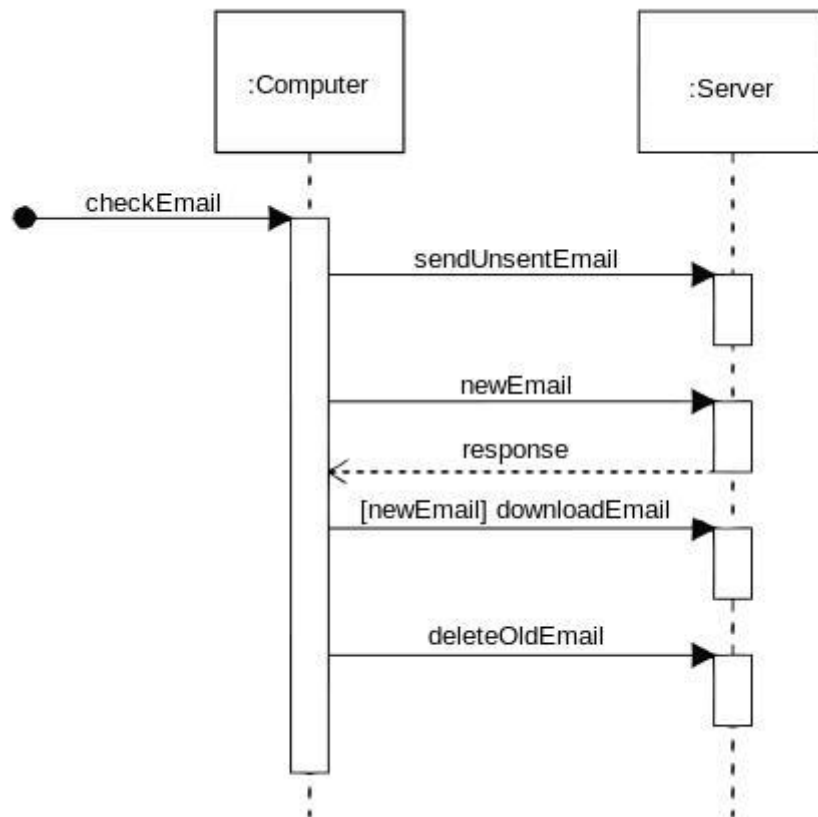 :Computer
:Server
checkEmail
sendUnsentEmail
newEmail
response
[newEmail] downloadEmail
deleteOldEmail